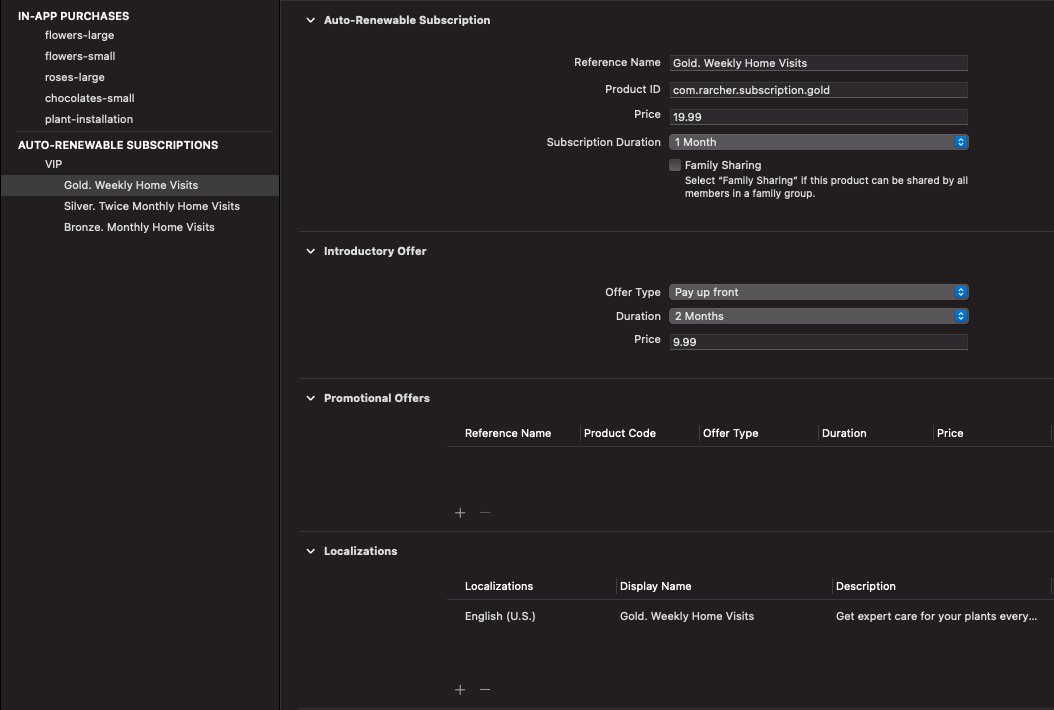 IN-APP PURCHASES
flowers-large
flowers-small
roses-large
chocolates-small
plant-installation
AUTO-RENEWABLE SUBSCRIPTIONS
VIP
Gold. Weekly Home Visits
Silver. Twice Monthly Home Visits
Bronze. Monthly Home Visits
Auto-Renewable Subscription
Reference Name Gold. Weekly Home Visits
Product ID com.rarcher.subscription.gold
Price 19.99
Subscription Duration 1 Month
Family Sharing
Select “Family Sharing” if this product can be shared by all
members in a family group.
Introductory Offer
Offer Type Pay up front
Duration 2 Months
Price 9.99
Promotional Offers
Reference Name Product Code Offer Type Duration Price
Localizations
Localizations Display Name Description
English (U.S.) Gold. Weekly Home Visits Get expert care for your plants every...